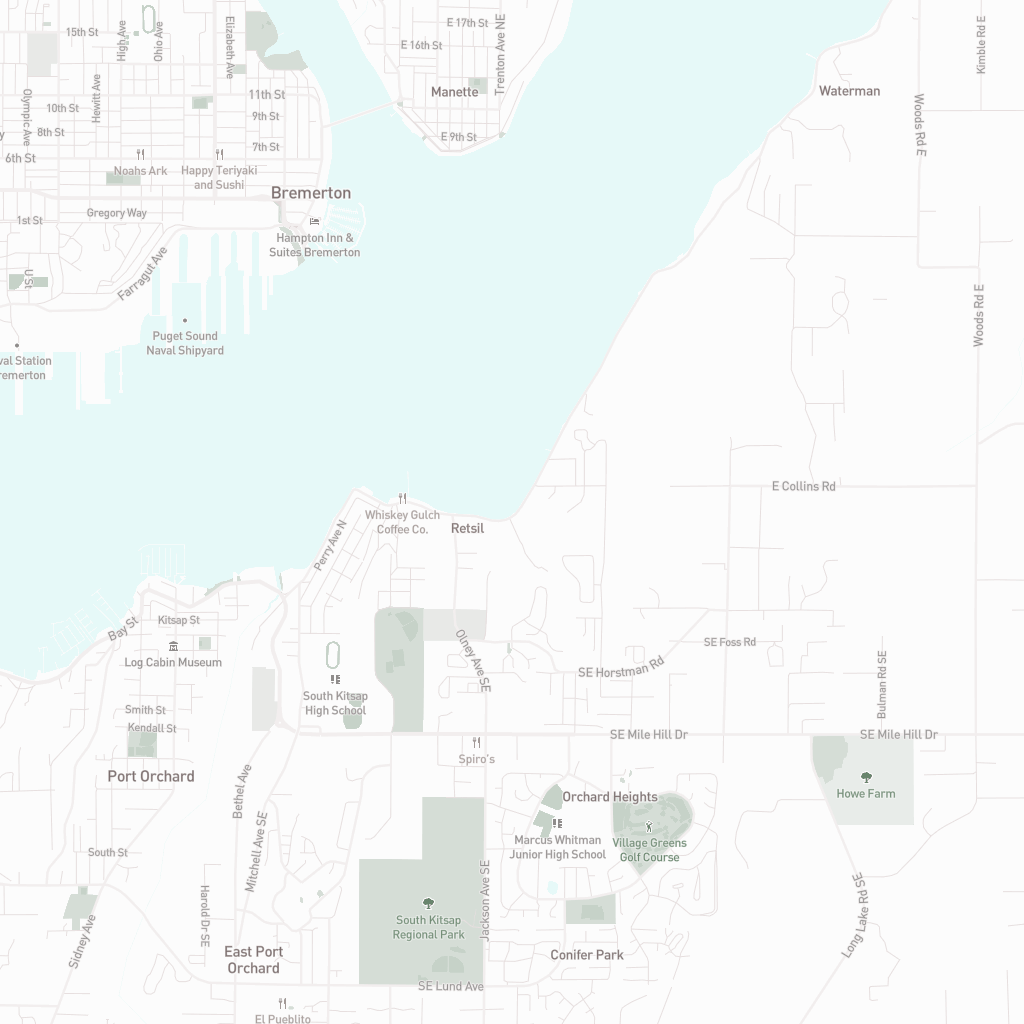 15th St
High Ave
Ohio Ave
Elizabeth Ave
E 17th St
E 16th St
Trenton Ave NE
Kimble Rd E
Hewitt Ave
Olympic Ave
10th St
11th St
Manette
Waterman
Woods Rd E
8th St
9th St
E 9th St
6th St
7th St
Noahs Ark
Happy Teriyaki
and Sushi
Bremerton
1st St
Gregory Way
Hampton Inn &
Suites Bremerton
U St
Farragut Ave
Woods Rd E
Puget Sound
Naval Shipyard
val Station
remerton
E Collins Rd
Whiskey Gulch
Coffee Co.
Retsil
Perry Ave N
Bay St
Kitsap St
Log Cabin Museum
Olney Ave SE
SE Foss Rd
SE Horstman Rd
Bulman Rd SE
South Kitsap
High School
Smith St
Kendall St
SE Mile Hill Dr
SE Mile Hill Dr
Spiro's
Port Orchard
Bethel Ave
Orchard Heights
Howe Farm
Mitchell Ave SE
Marcus Whitman
Junior High School
Village Greens
Golf Course
South St
Harold Dr SE
Jackson Ave SE
Long Lake Rd SE
South Kitsap
Regional Park
Sidney Ave
East Port
Orchard
Conifer Park
SE Lund Ave
El Pueblito